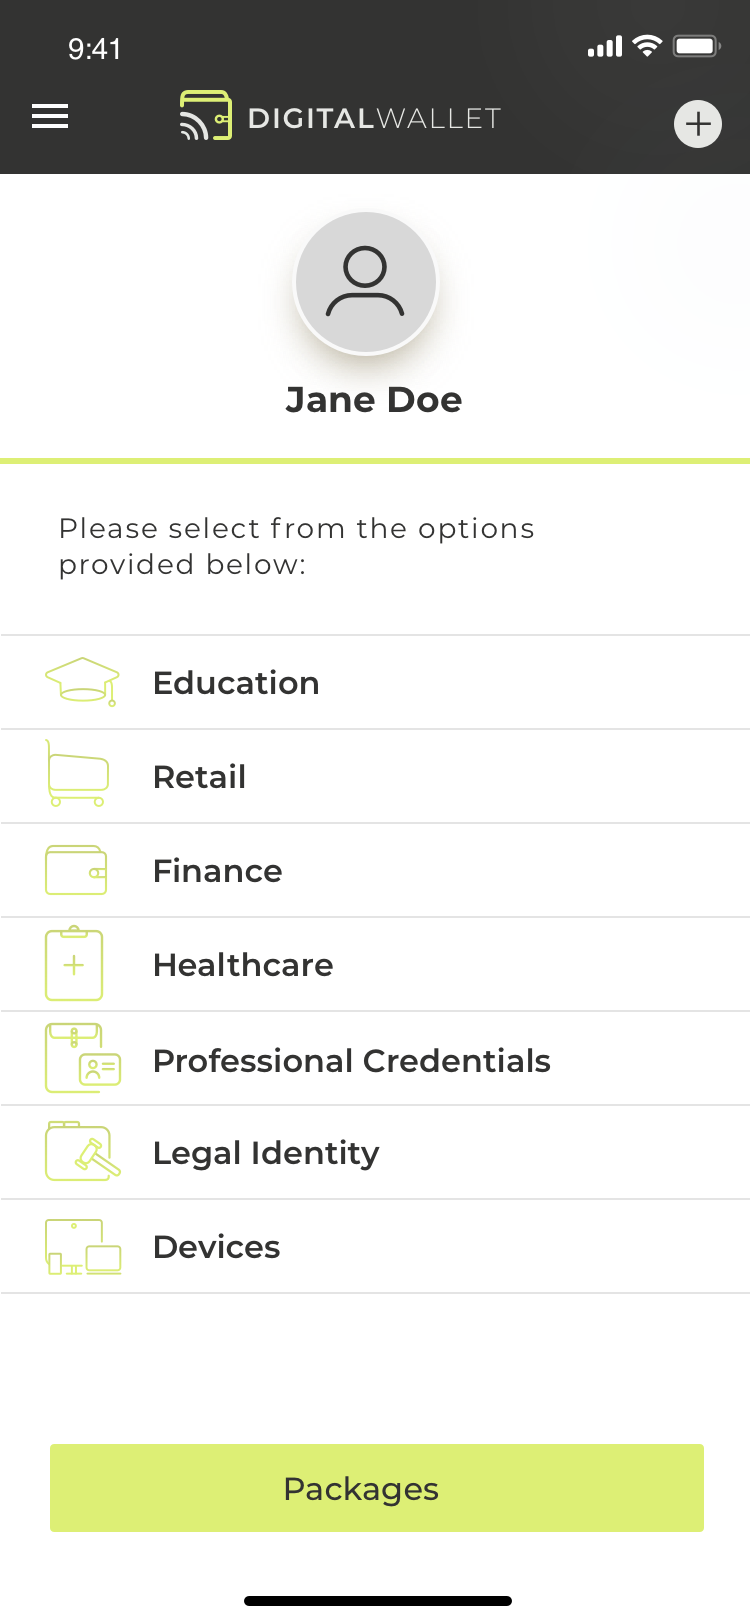 9:41
DIGITALWALLET
Jane Doe
Please select from the options
provided below:
Education
Retail
Finance
Healthcare
Professional Credentials
Legal Identity
Devices
Packages